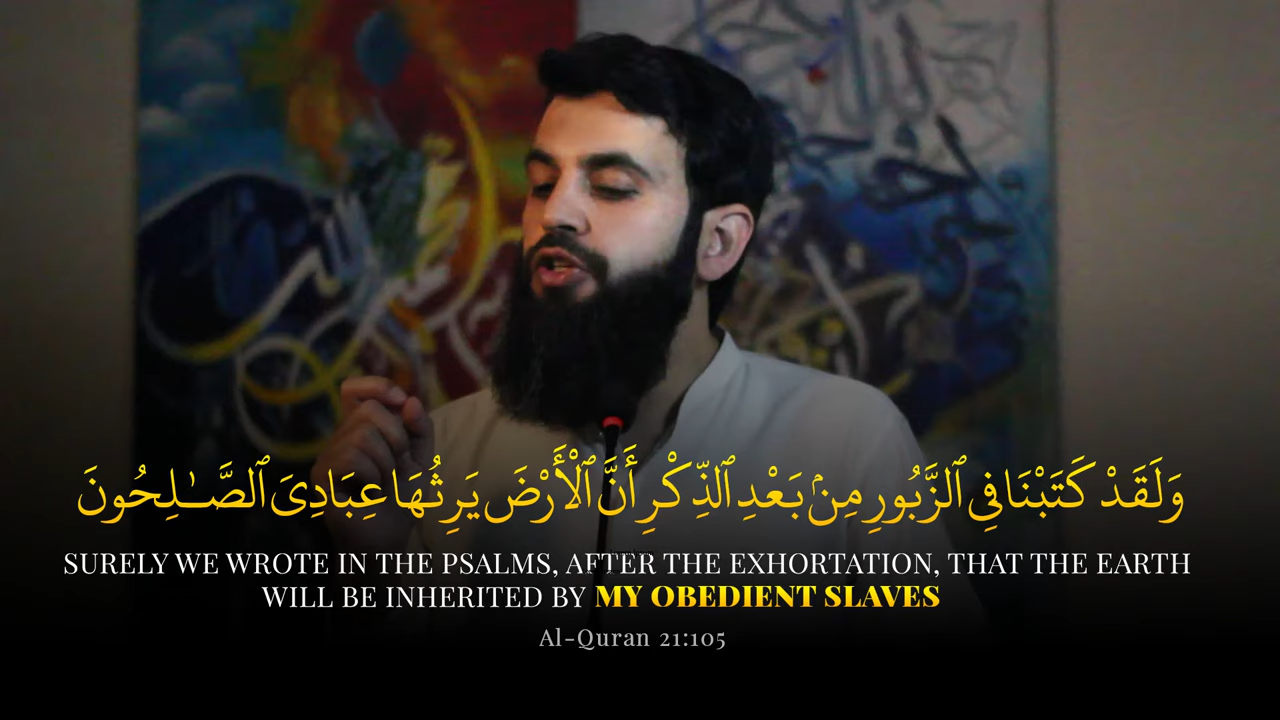 وَلَقَدْ كَتَبْنَا فِي ٱلزَّبُورِ مِنۢ بَعْدِ ٱلذِّكْرِ أَنَّ ٱلْأَرْضَ يَرِثُهَا عِبَادِىَ ٱلصَّـٰلِحُونَ
SURELY WE WROTE IN THE PSALMS, AFTER THE EXHORTATION, THAT THE EARTH
WILL BE INHERITED BY MY OBEDIENT SLAVES
Al-Quran 21:105